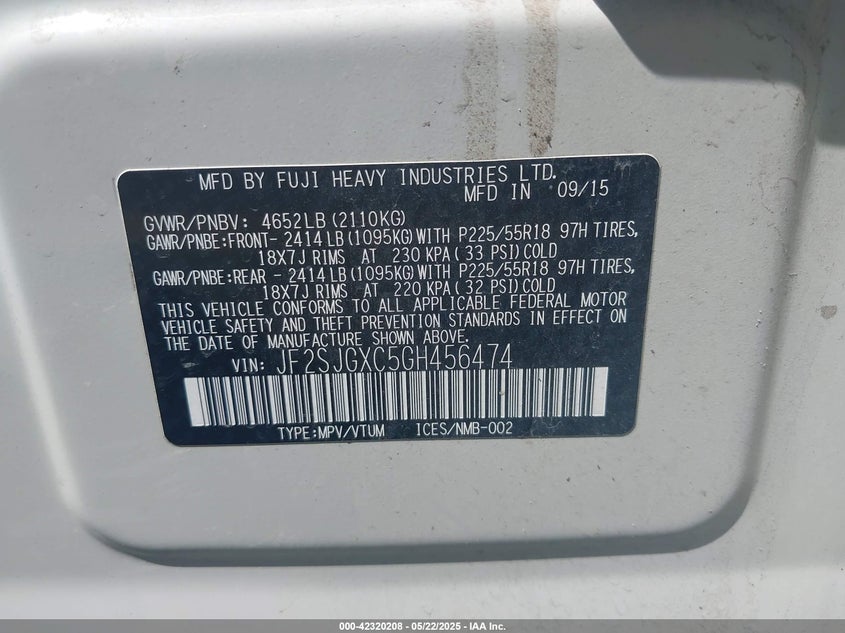 MFD BY FUJI HEAVY INDUSTRIES LTD.
MFD IN 09/15
GVWR/PNBV: 4652LB (2110KG)
GAWR/PNBE:FRONT- 2414LB (1095KG) WITH P225/55R18 97H TIRES,
18X7J RIMS AT 230 KPA (33 PSI) COLD
GAWR/PNBE:REAR - 2414LB (1095KG) WITH P225/55R18 97H TIRES,
18X7J RIMS AT 220 KPA (32 PSI) COLD
THIS VEHICLE CONFORMS TO ALL APPLICABLE FEDERAL MOTOR
VEHICLE SAFETY AND THEFT PREVENTION STANDARDS IN EFFECT ON
THE DATE OF MANUFACTURE SHOWN ABOVE.
VIN: JF2SJGXC5GH456474
TYPE:MPV/VTUM ICES/NMB-002
000-42320208 - 05/22/2025 - IAA Inc.